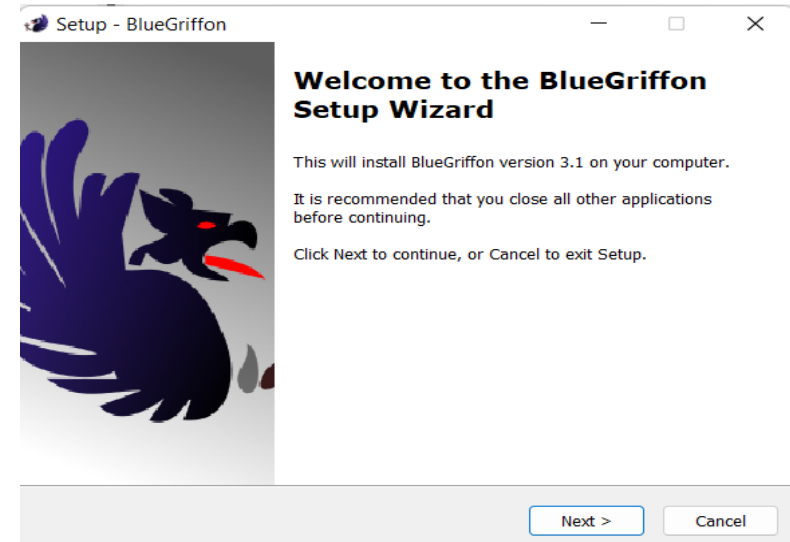 Setup - BlueGriffon
Welcome to the BlueGriffon
Setup Wizard
This will install BlueGriffon version 3.1 on your computer.
It is recommended that you close all other applications
before continuing.
Click Next to continue, or Cancel to exit Setup.
Next >
Cancel